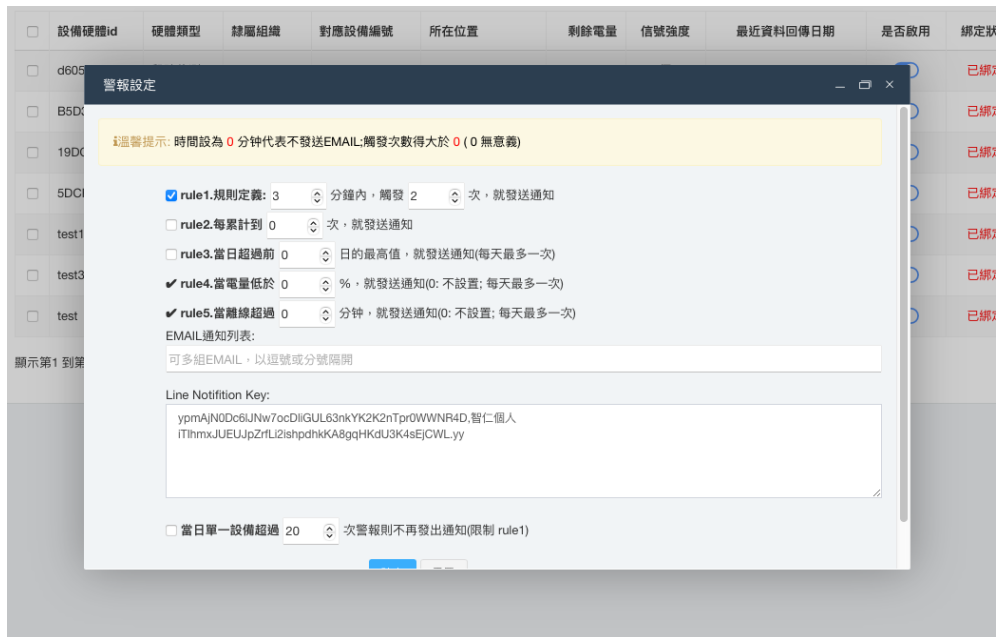 設備硬體id 硬體類型 隸屬組織 對應設備編號 所在位置 剩餘電量 信號強度 最近資料回傳日期 是否啟用 綁定狀
d605
已綁定
警報設定
B5D3
已綁定
ℹ溫馨提示: 時間設為 0 分钟代表不發送EMAIL;觸發次數得大於 0 ( 0 無意義)
19DC
已綁定
5DC
已綁定
✔ rule1.規則定義: 3 分鐘內，觸發 2 次，就發送通知
rule2.每累計到 0 次，就發送通知
test1
已綁定
rule3.當日超過前 0 日的最高值，就發送通知(每天最多一次)
test3
已綁定
✔ rule4.當電量低於 0 %，就發送通知(0: 不設置; 每天最多一次)
test
已綁定
✔ rule5.當離線超過 0 分钟，就發送通知(0: 不設置; 每天最多一次)
EMAIL通知列表:
可多組EMAIL，以逗號或分號隔開
顯示第1 到第
Line Notifition Key:
ypmAjN0Dc6lJNw7ocDliGUL63nkYK2K2nTpr0WWNR4D,智仁個人
iTlhmxJUEUJpZrfLi2ishpdhkKA8gqHKdU3K4sEjCWL.yy
當日單一設備超過 20 次警報則不再發出通知(限制 rule1)